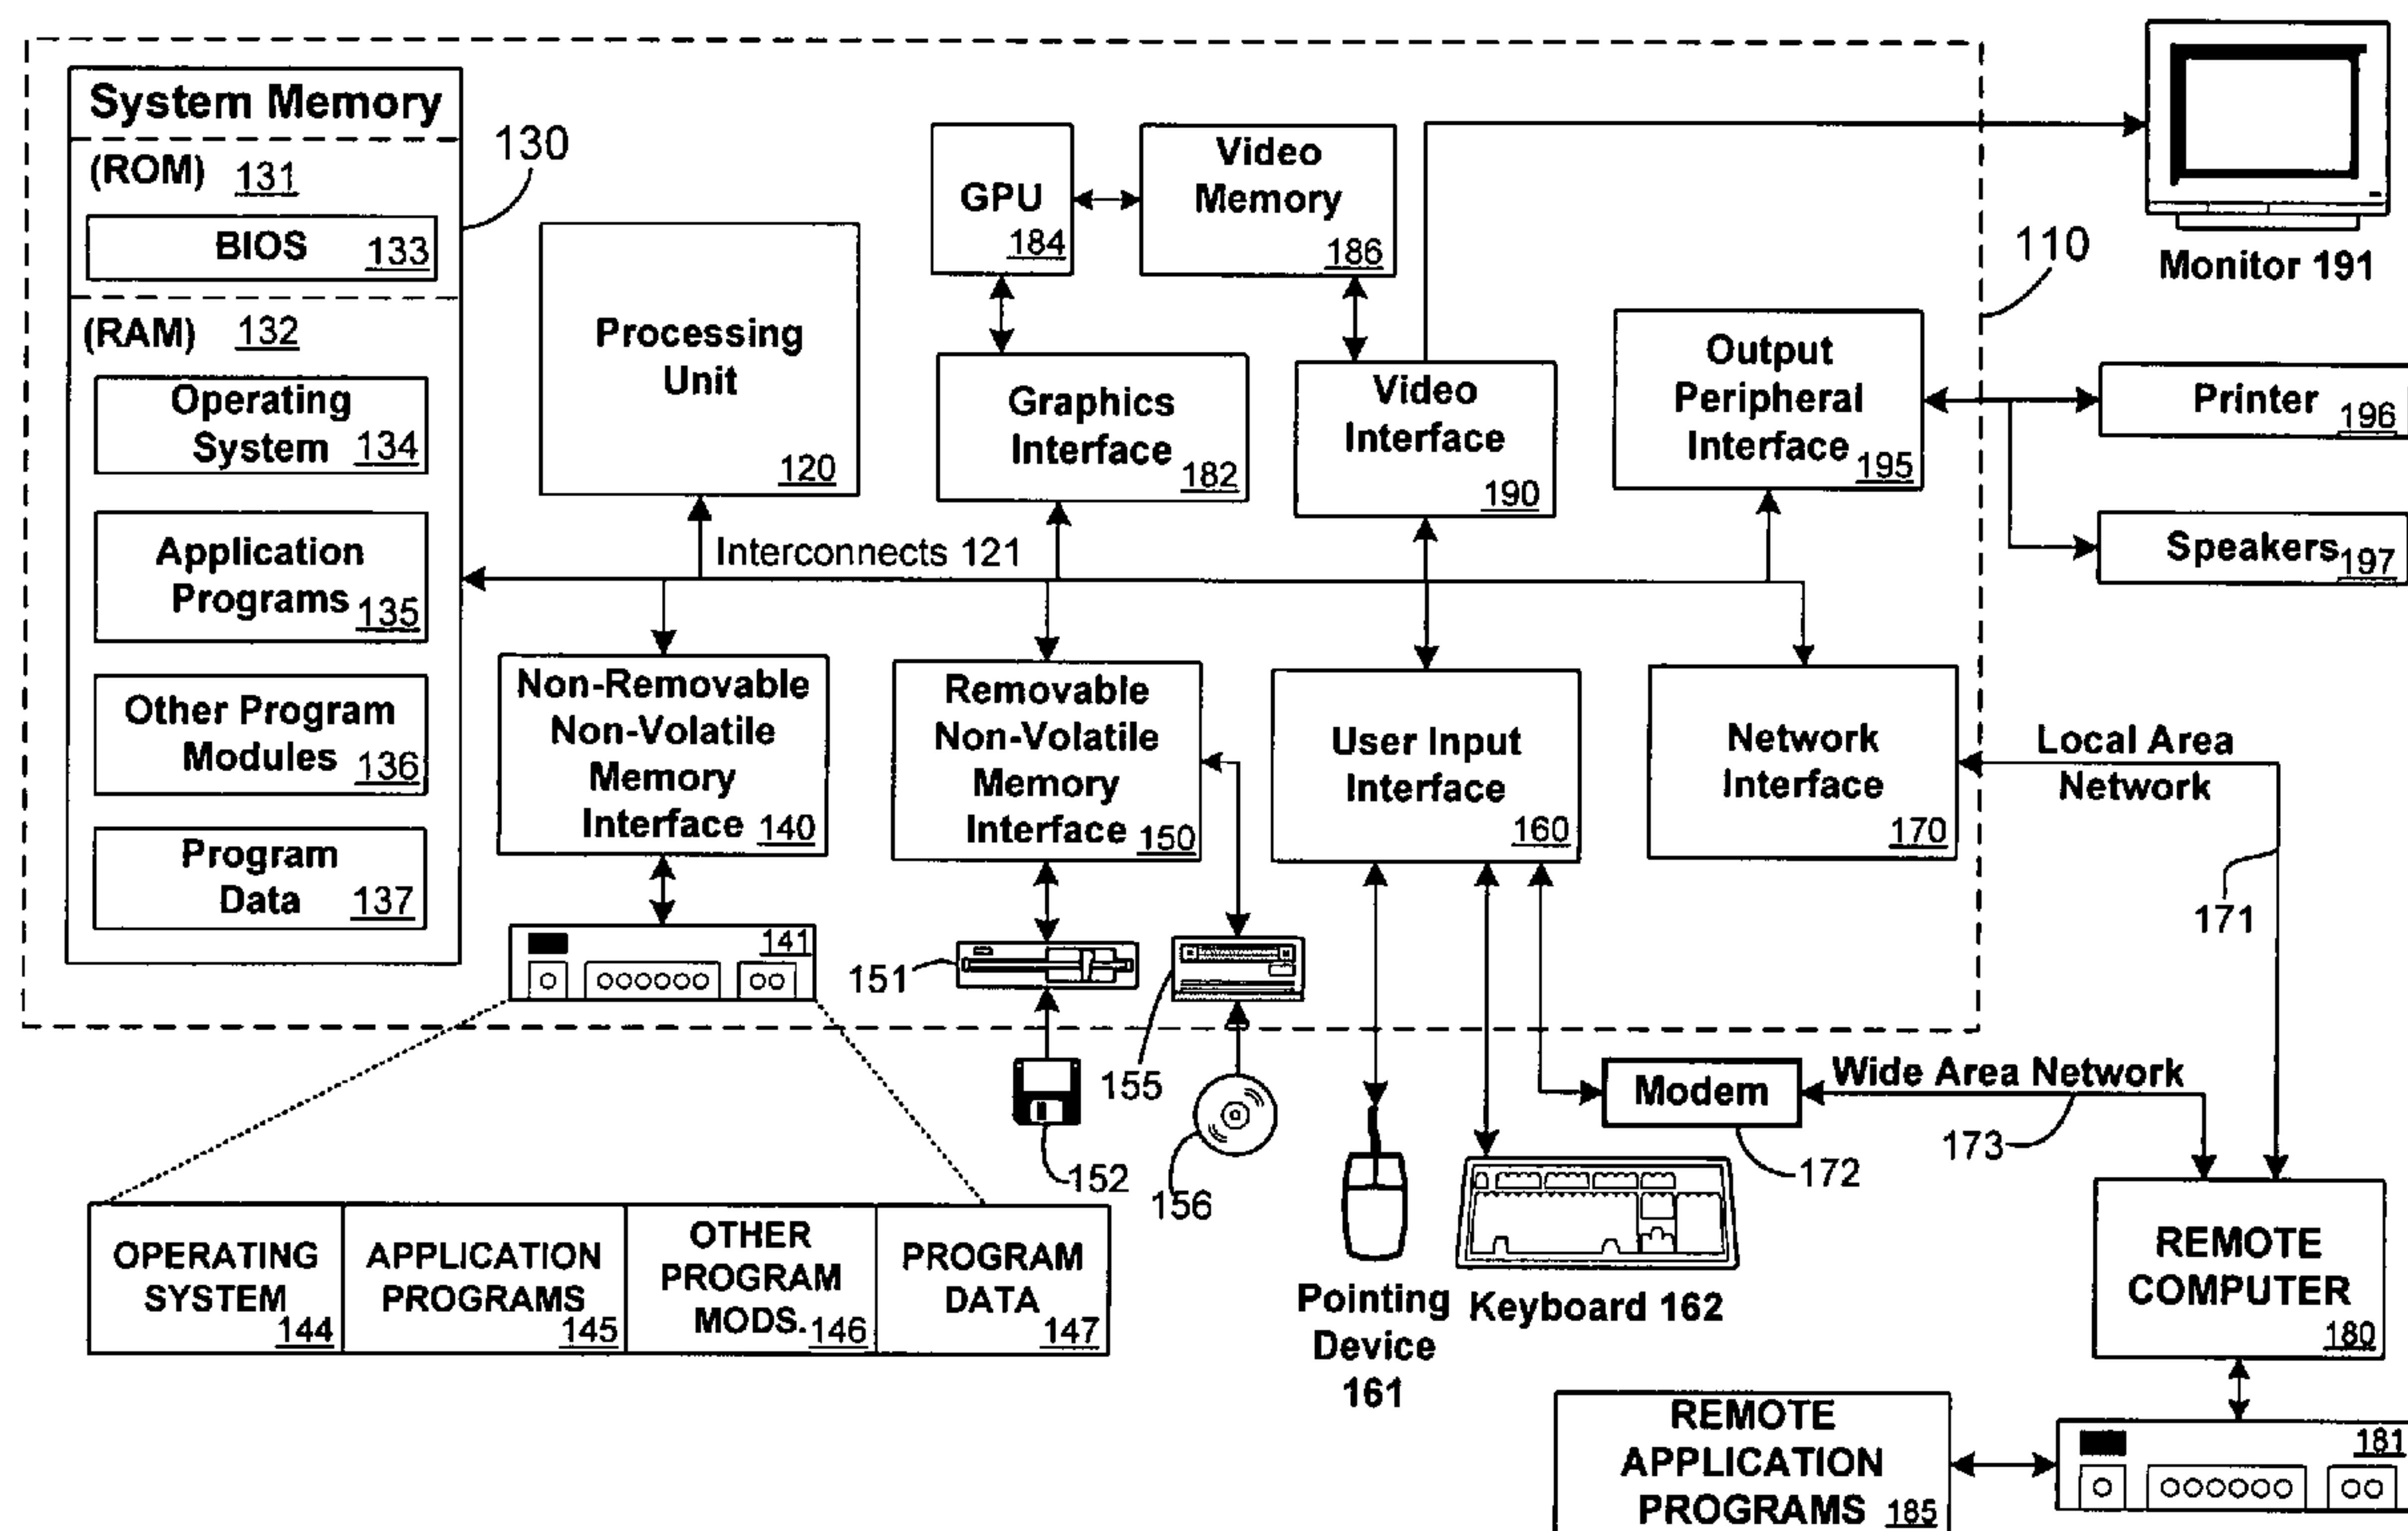 System Memory
(ROM) 131
BIOS 133
(RAM) 132
Operating
System 134
Application
Programs 135
Other Program
Modules 136
Program
Data 137
130
Processing
Unit
120
GPU
184
Video
Memory
186
Graphics
Interface
182
Video
Interface
190
Output
Peripheral
Interface 195
110
Monitor 191
Printer 196
Speakers 197
Interconnects 121
Non-Removable
Non-Volatile
Memory
Interface 140
Removable
Non-Volatile
Memory
Interface 150
User Input
Interface
160
Network
Interface
170
Local Area
Network
171
141
151
152
155
156
Modem
172
Wide Area Network
173
OPERATING
SYSTEM
144
APPLICATION
PROGRAMS
145
OTHER
PROGRAM
MODS. 146
PROGRAM
DATA
147
Pointing
Device
161
Keyboard 162
REMOTE
COMPUTER
180
REMOTE
APPLICATION
PROGRAMS 185
181